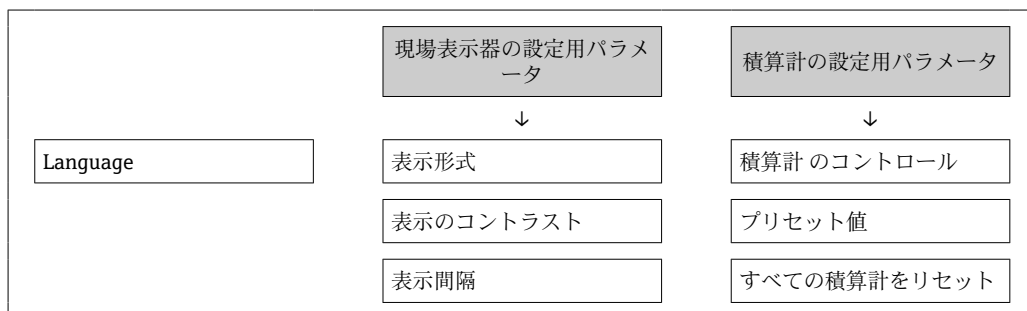 現場表示器の設定用パラメ
ータ
積算計の設定用パラメータ
↓
↓
Language
表示形式
積算計 のコントロール
表示のコントラスト
プリセット値
表示間隔
すべての積算計をリセット